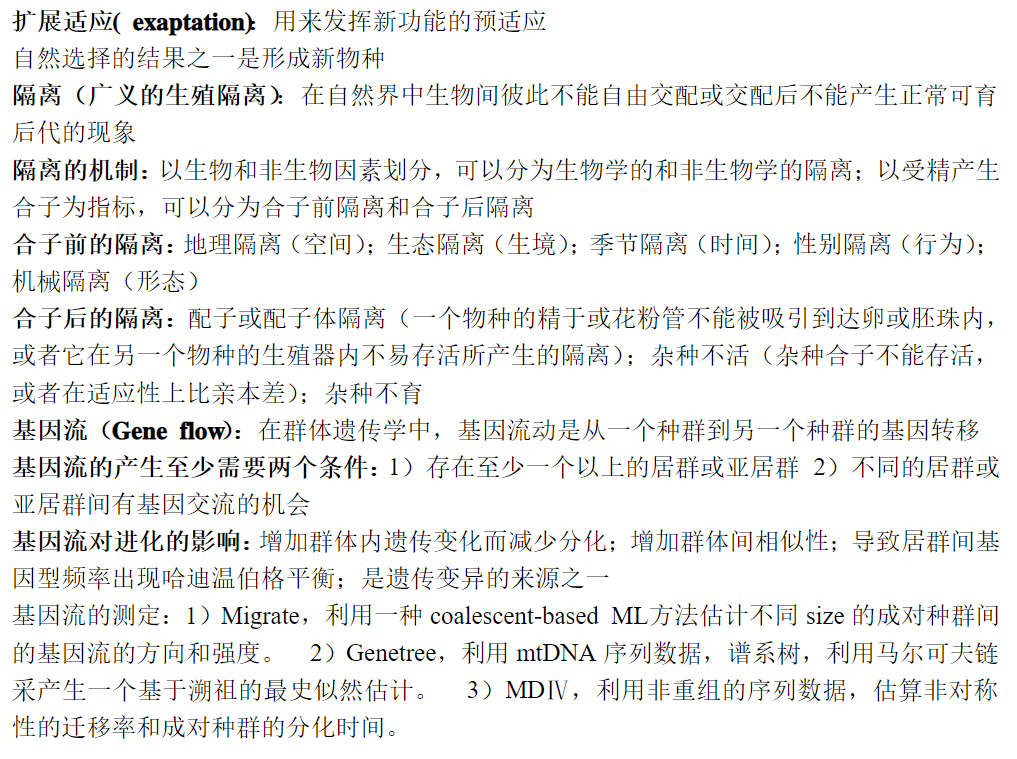 扩展适应( exaptation)：用来发挥新功能的预适应
自然选择的结果之一是形成新物种
隔离（广义的生殖隔离）：在自然界中生物间彼此不能自由交配或交配后不能产生正常可育
后代的现象
隔离的机制：以生物和非生物因素划分，可以分为生物学的和非生物学的隔离；以受精产生
合子为指标，可以分为合子前隔离和合子后隔离
合子前的隔离：地理隔离（空间）；生态隔离（生境）；季节隔离（时间）；性别隔离（行为）；
机械隔离（形态）
合子后的隔离：配子或配子体隔离（一个物种的精于或花粉管不能被吸引到达卵或胚珠内，
或者它在另一个物种的生殖器内不易存活所产生的隔离）；杂种不活（杂种合子不能存活，
或者在适应性上比亲本差）；杂种不育
基因流（Gene flow）：在群体遗传学中，基因流动是从一个种群到另一个种群的基因转移
基因流的产生至少需要两个条件：1）存在至少一个以上的居群或亚居群 2）不同的居群或
亚居群间有基因交流的机会
基因流对进化的影响：增加群体内遗传变化而减少分化；增加群体间相似性；导致居群间基
因型频率出现哈迪温伯格平衡；是遗传变异的来源之一
基因流的测定：1）Migrate，利用一种 coalescent-based ML方法估计不同 size 的成对种群间
的基因流的方向和强度。 2）Genetree，利用 mtDNA 序列数据，谱系树，利用马尔可夫链
采产生一个基于溯祖的最史似然估计。 3）MDⅣ，利用非重组的序列数据，估算非对称
性的迁移率和成对种群的分化时间。